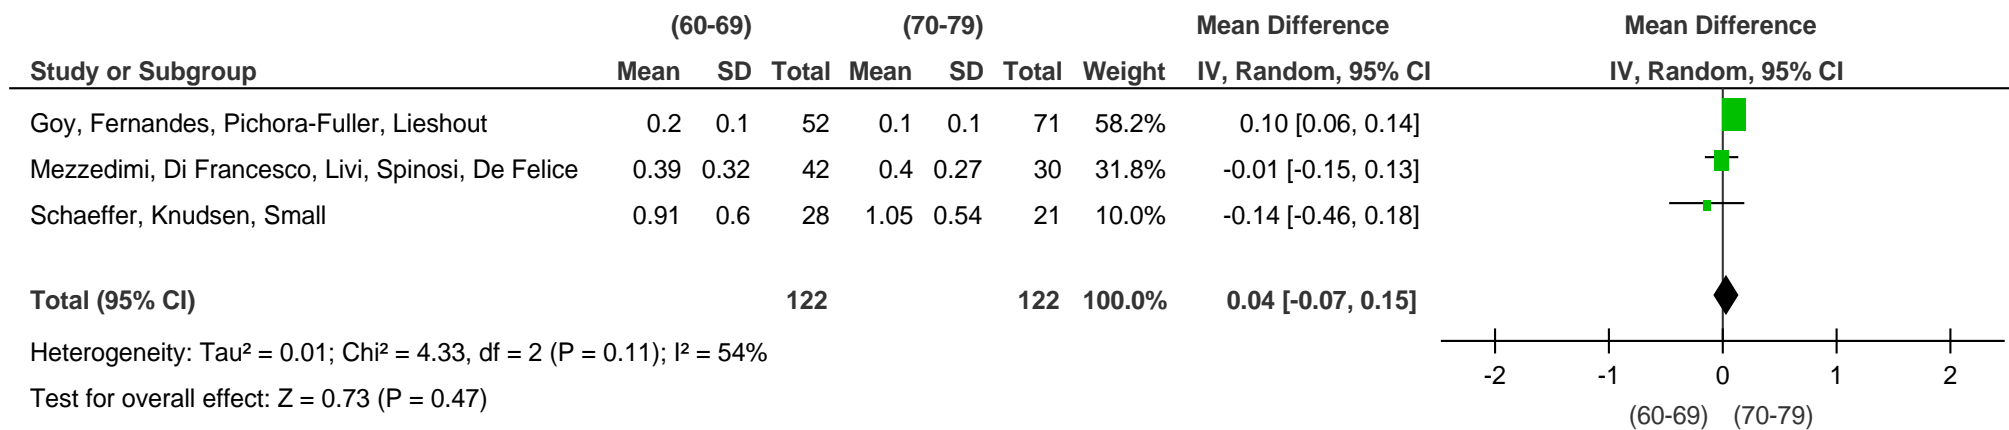 (60-69) (70-79) Mean Difference Mean Difference
Study or Subgroup Mean SD Total Mean SD Total Weight IV, Random, 95% CI IV, Random, 95% CI
Goy, Fernandes, Pichora-Fuller, Lieshout 0.2 0.1 52 0.1 0.1 71 58.2% 0.10 [0.06, 0.14]
Mezzedimi, Di Francesco, Livi, Spinosi, De Felice 0.39 0.32 42 0.4 0.27 30 31.8% -0.01 [-0.15, 0.13]
Schaeffer, Knudsen, Small 0.91 0.6 28 1.05 0.54 21 10.0% -0.14 [-0.46, 0.18]
Total (95% CI) 122 122 100.0% 0.04 [-0.07, 0.15]
Heterogeneity: Tau² = 0.01; Chi² = 4.33, df = 2 (P = 0.11); I² = 54%
Test for overall effect: Z = 0.73 (P = 0.47)
-2 -1 0 1 2
(60-69) (70-79)